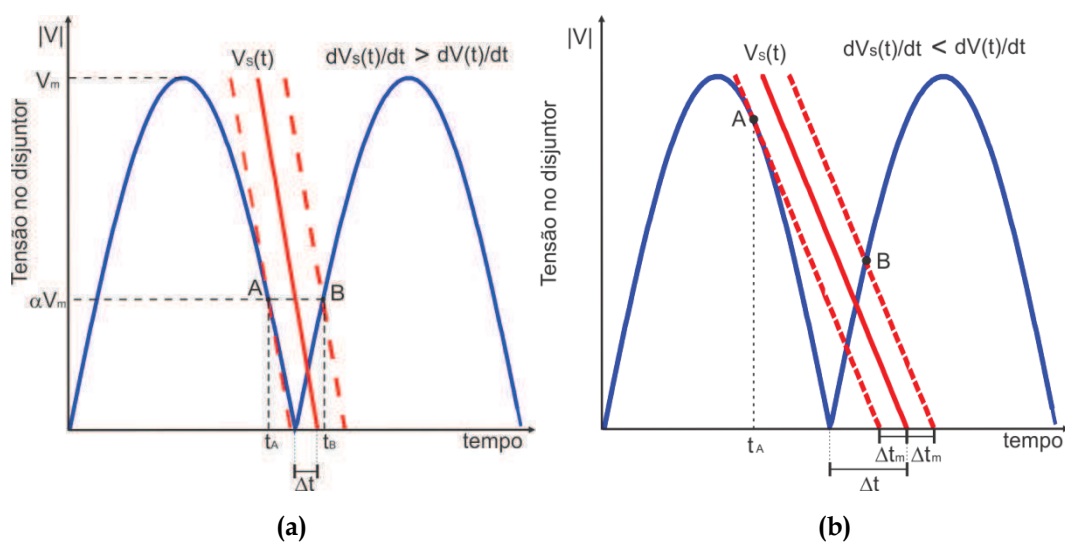 |V|
Vm
Tensão no disjuntor
αVm
Vs(t)
dVs(t)/dt > dV(t)/dt
A
B
tA
tB
tempo
Δt
(a)
|V|
Tensão no disjuntor
Vs(t)
dVs(t)/dt < dV(t)/dt
A
B
tA
Δtm
Δtm
tempo
Δt
(b)